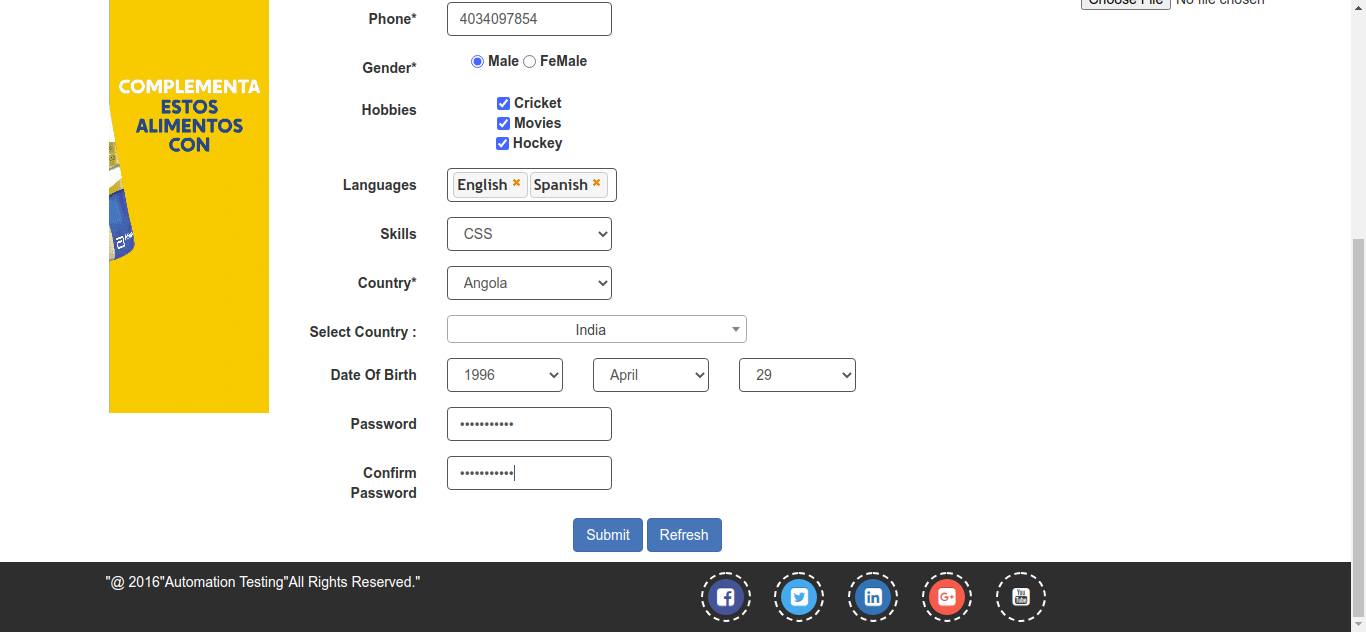 Choose File No file chosen
Phone* 4034097854
COMPLEMENTA
ESTOS
ALIMENTOS
CON
Gender* Male FeMale
Hobbies Cricket
Movies
Hockey
Languages English Spanish
Skills CSS
Country* Angola
Select Country : India
Date Of Birth 1996 April 29
Password •••••••••••
Confirm Password •••••••••••
Submit Refresh
"@ 2016"Automation Testing"All Rights Reserved."
You Tube